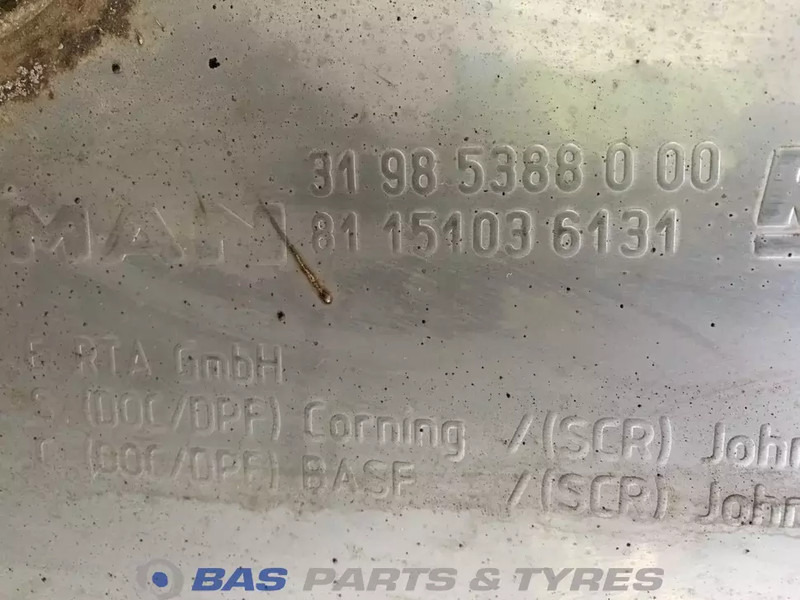 31 98 5388 0 00
MAN 81 15103 6131
E RTA GmbH
S (DOC/DPF) Corning / (SCR) John
C (DOC/DPF) BASF / (SCR) John
BAS PARTS & TYRES